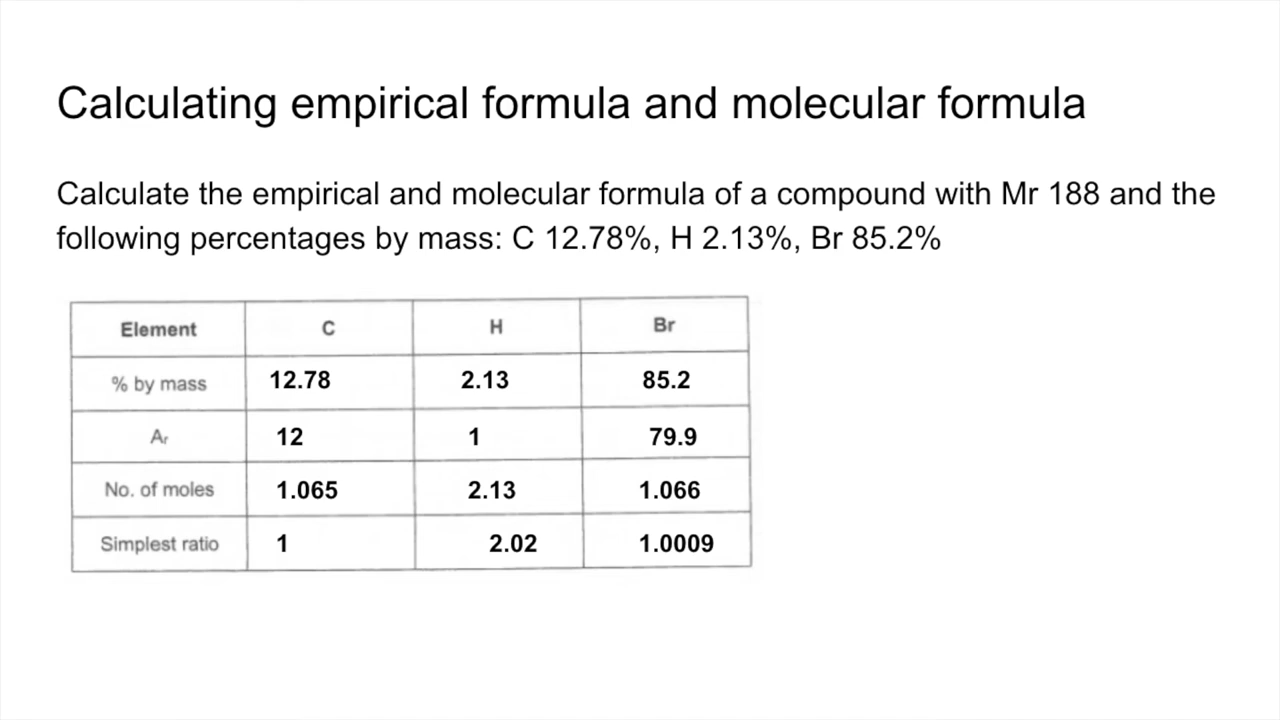 Calculating empirical formula and molecular formula
Calculate the empirical and molecular formula of a compound with Mr 188 and the
following percentages by mass: C 12.78%, H 2.13%, Br 85.2%
Element C H Br
% by mass 12.78 2.13 85.2
Ar 12 1 79.9
No. of moles 1.065 2.13 1.066
Simplest ratio 1 2.02 1.0009